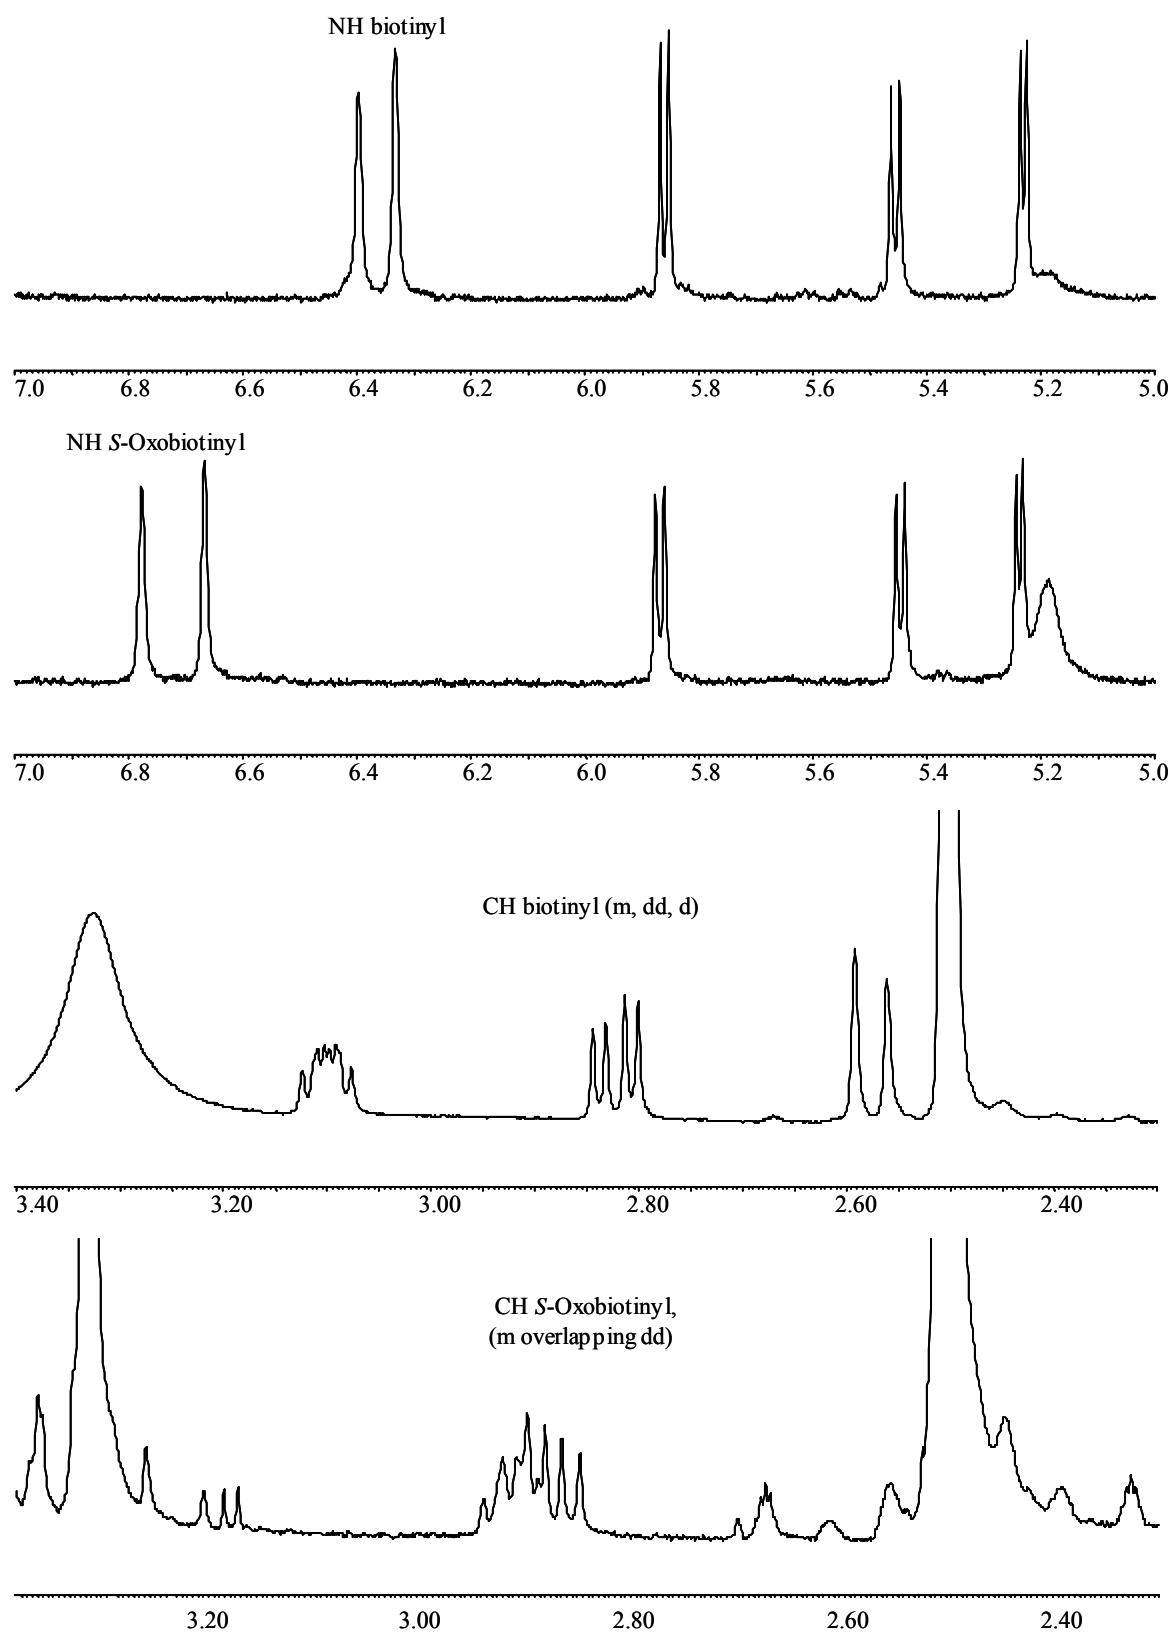 NH biotinyl
7.0 6.8 6.6 6.4 6.2 6.0 5.8 5.6 5.4 5.2 5.0
NH S-Oxobiotinyl
7.0 6.8 6.6 6.4 6.2 6.0 5.8 5.6 5.4 5.2 5.0
CH biotinyl (m, dd, d)
3.40 3.20 3.00 2.80 2.60 2.40
CH S-Oxobiotinyl,
(m overlapping dd)
3.20 3.00 2.80 2.60 2.40